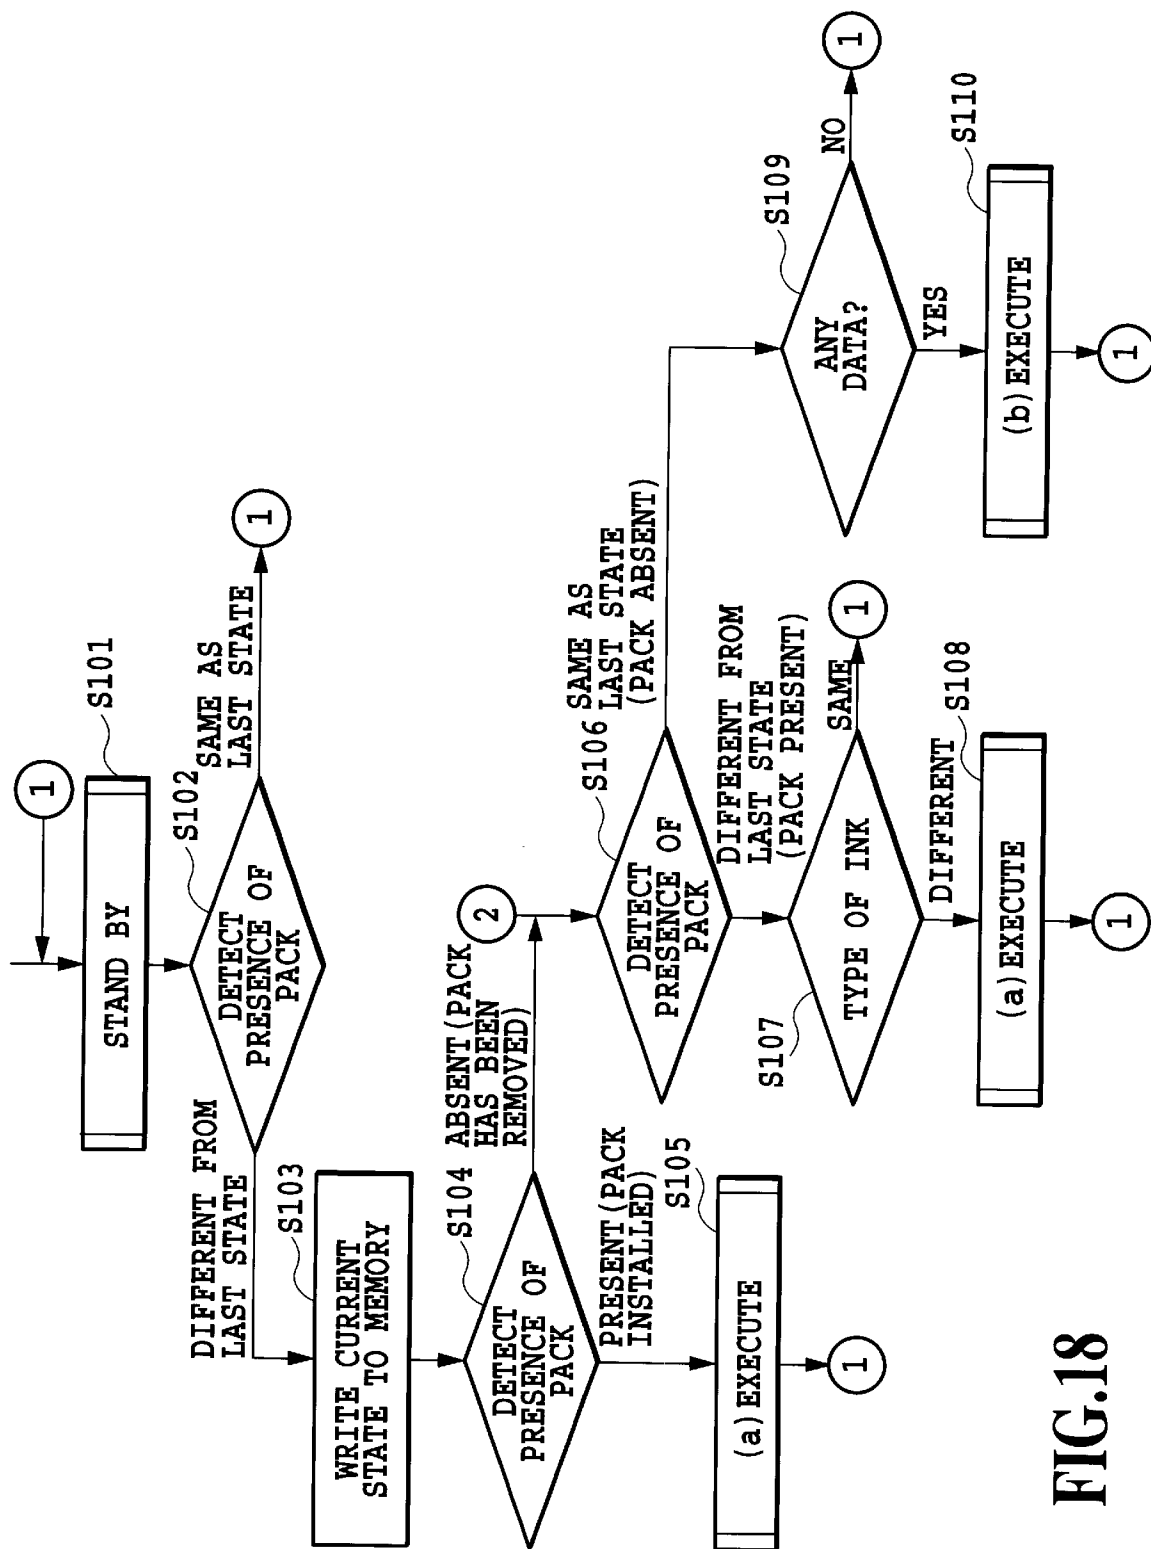 1
STAND BY
S101
DETECT
PRESENCE OF
PACK
S102
SAME AS
LAST STATE
1
DIFFERENT FROM
LAST STATE
WRITE CURRENT
STATE TO MEMORY
S103
DETECT
PRESENCE OF
PACK
S104
ABSENT(PACK
HAS BEEN
REMOVED)
PRESENT(PACK
INSTALLED)
(a)EXECUTE
S105
1
2
DETECT
PRESENCE OF
PACK
S106
SAME AS
LAST STATE
(PACK ABSENT)
DIFFERENT FROM
LAST STATE
(PACK PRESENT)
TYPE OF INK
S107
SAME
1
DIFFERENT
(a)EXECUTE
S108
1
ANY
DATA?
S109
NO
1
YES
(b)EXECUTE
S110
1
FIG.18